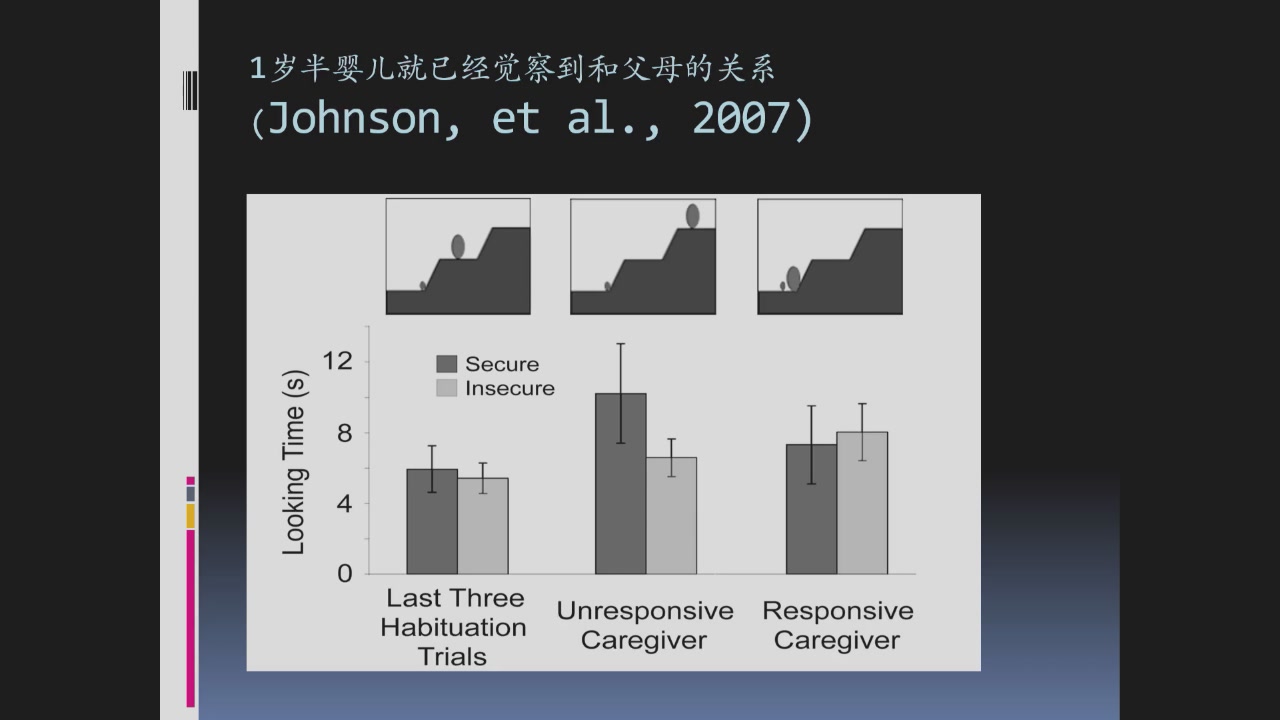 1岁半婴儿就已经觉察到和父母的关系
(Johnson, et al., 2007)
12
Secure
Insecure
8
4
0
Looking Time (s)
Last Three
Habituation
Trials
Unresponsive
Caregiver
Responsive
Caregiver